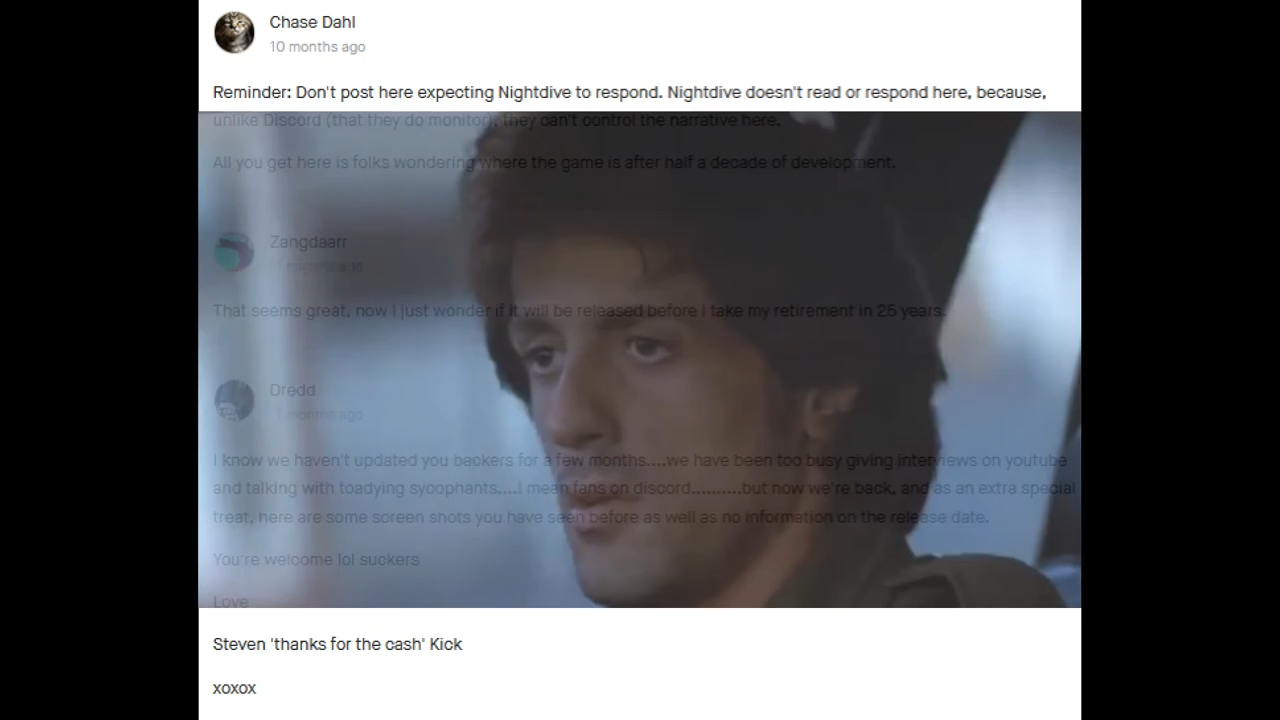 Chase Dahl
10 months ago
Reminder: Don't post here expecting Nightdive to respond. Nightdive doesn't read or respond here, because,
unlike Discord (that they do monitor), they can't control the narrative here.
All you get here is folks wondering where the game is after half a decade of development.
Zangdaarr
months ago
That seems great, now I just wonder if it will be released before I take my retirement in 25 years.
Dredd
months ago
I know we haven't updated you backers for a few months....we have been too busy giving interviews on youtube
and talking with toadying sycophants....I mean fans on discord..........but now we're back, and as an extra special
treat, here are some screen shots you have seen before as well as no information on the release date.
You're welcome lol suckers
Love
Steven 'thanks for the cash' Kick
xoxox